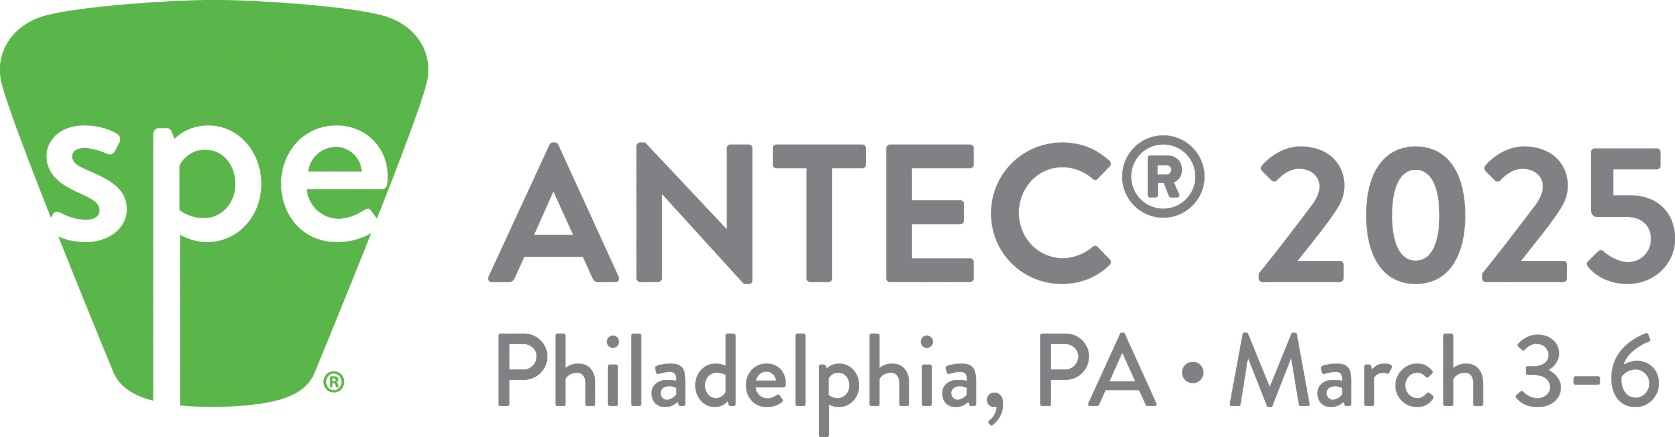 spe®
ANTEC® 2025
Philadelphia, PA • March 3-6